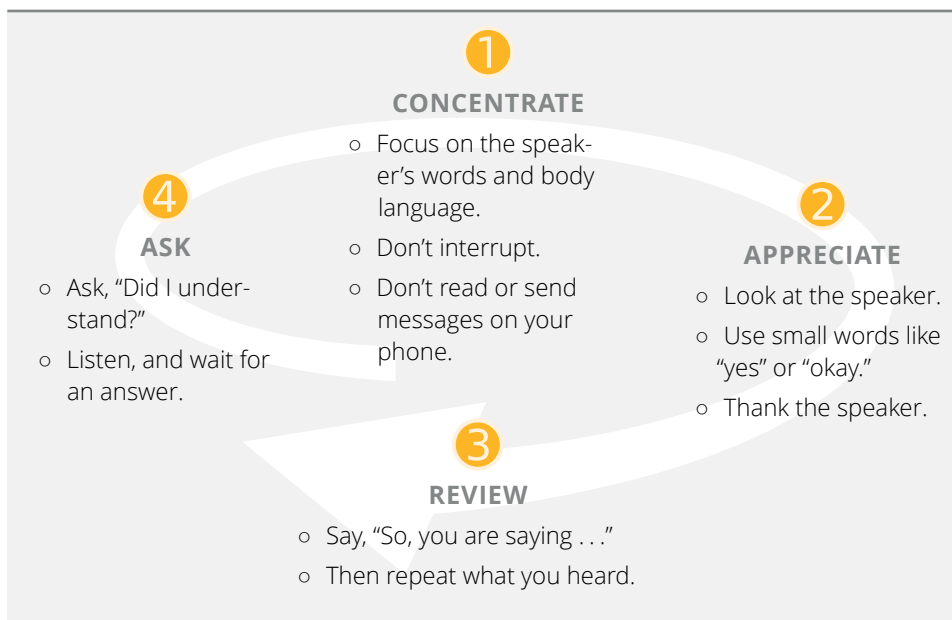 1
CONCENTRATE
○ Focus on the speak-
er’s words and body
language.
○ Don’t interrupt.
○ Don’t read or send
messages on your
phone.
2
APPRECIATE
○ Look at the speaker.
○ Use small words like
“yes” or “okay.”
○ Thank the speaker.
3
REVIEW
○ Say, “So, you are saying . . .”
○ Then repeat what you heard.
4
ASK
○ Ask, “Did I under-
stand?”
○ Listen, and wait for
an answer.